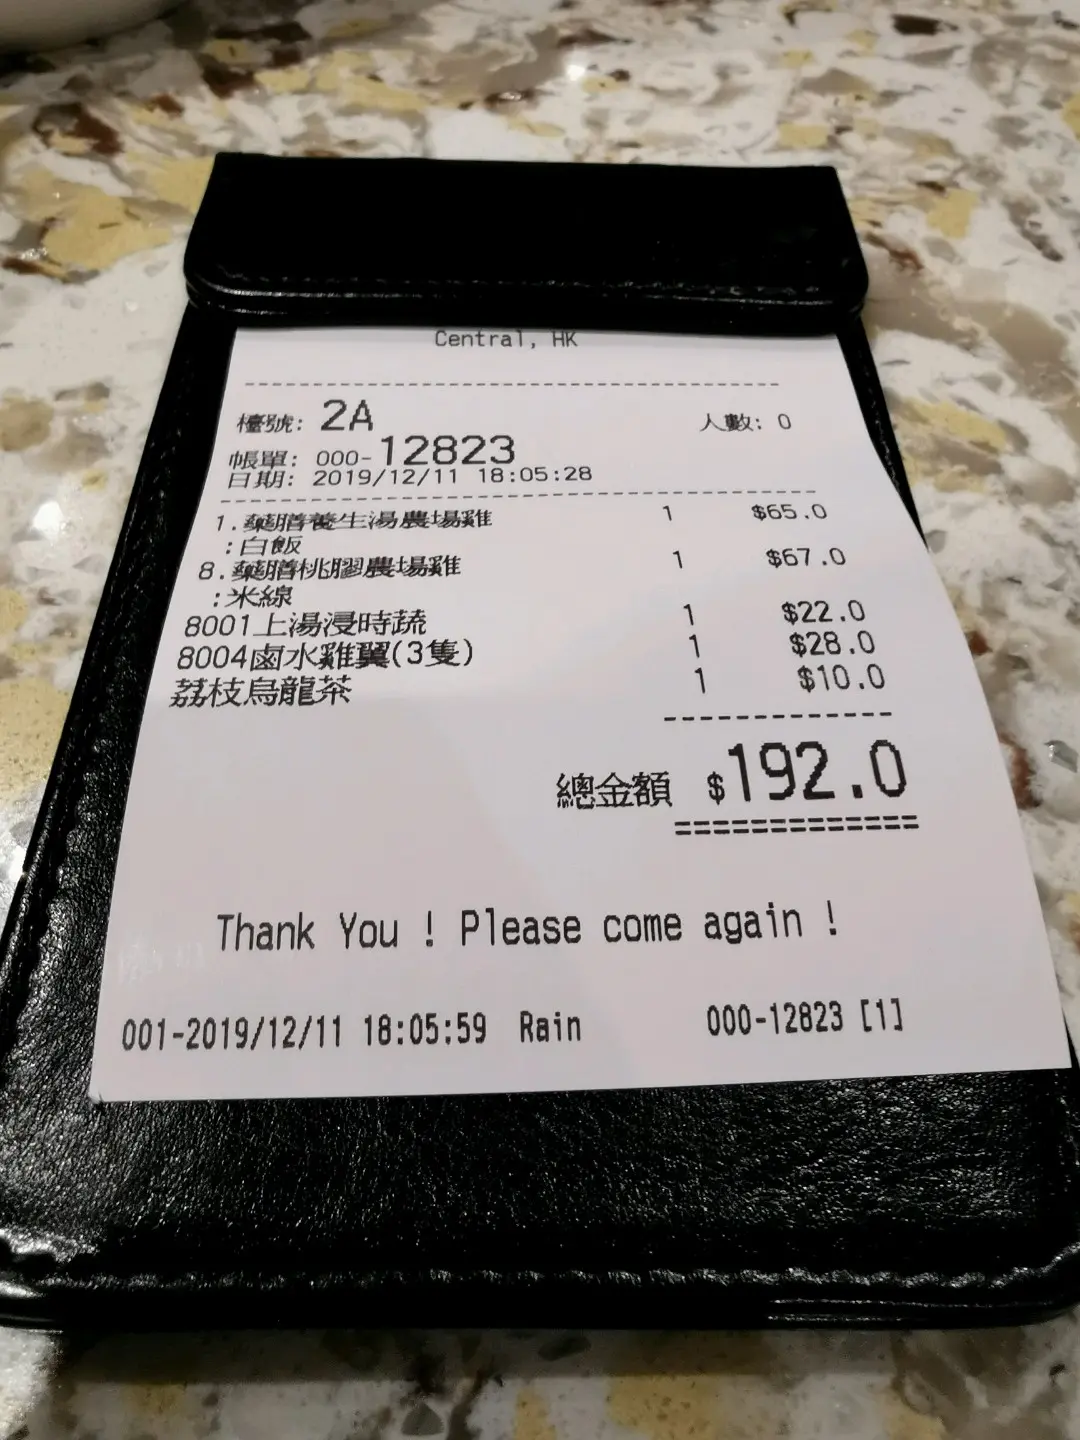 Central, HK
檯號: 2A 人數: 0
帳單: 000-12823
日期: 2019/12/11 18:05:28
1.藥膳養生湯農場雞 1 $65.0
:白飯
8.藥膳桃膠農場雞 1 $67.0
:米線
8001上湯浸時蔬 1 $22.0
8004鹵水雞翼(3隻) 1 $28.0
荔枝烏龍茶 1 $10.0
總金額 $192.0
Thank You ! Please come again !
001-2019/12/11 18:05:59 Rain 000-12823 [1]